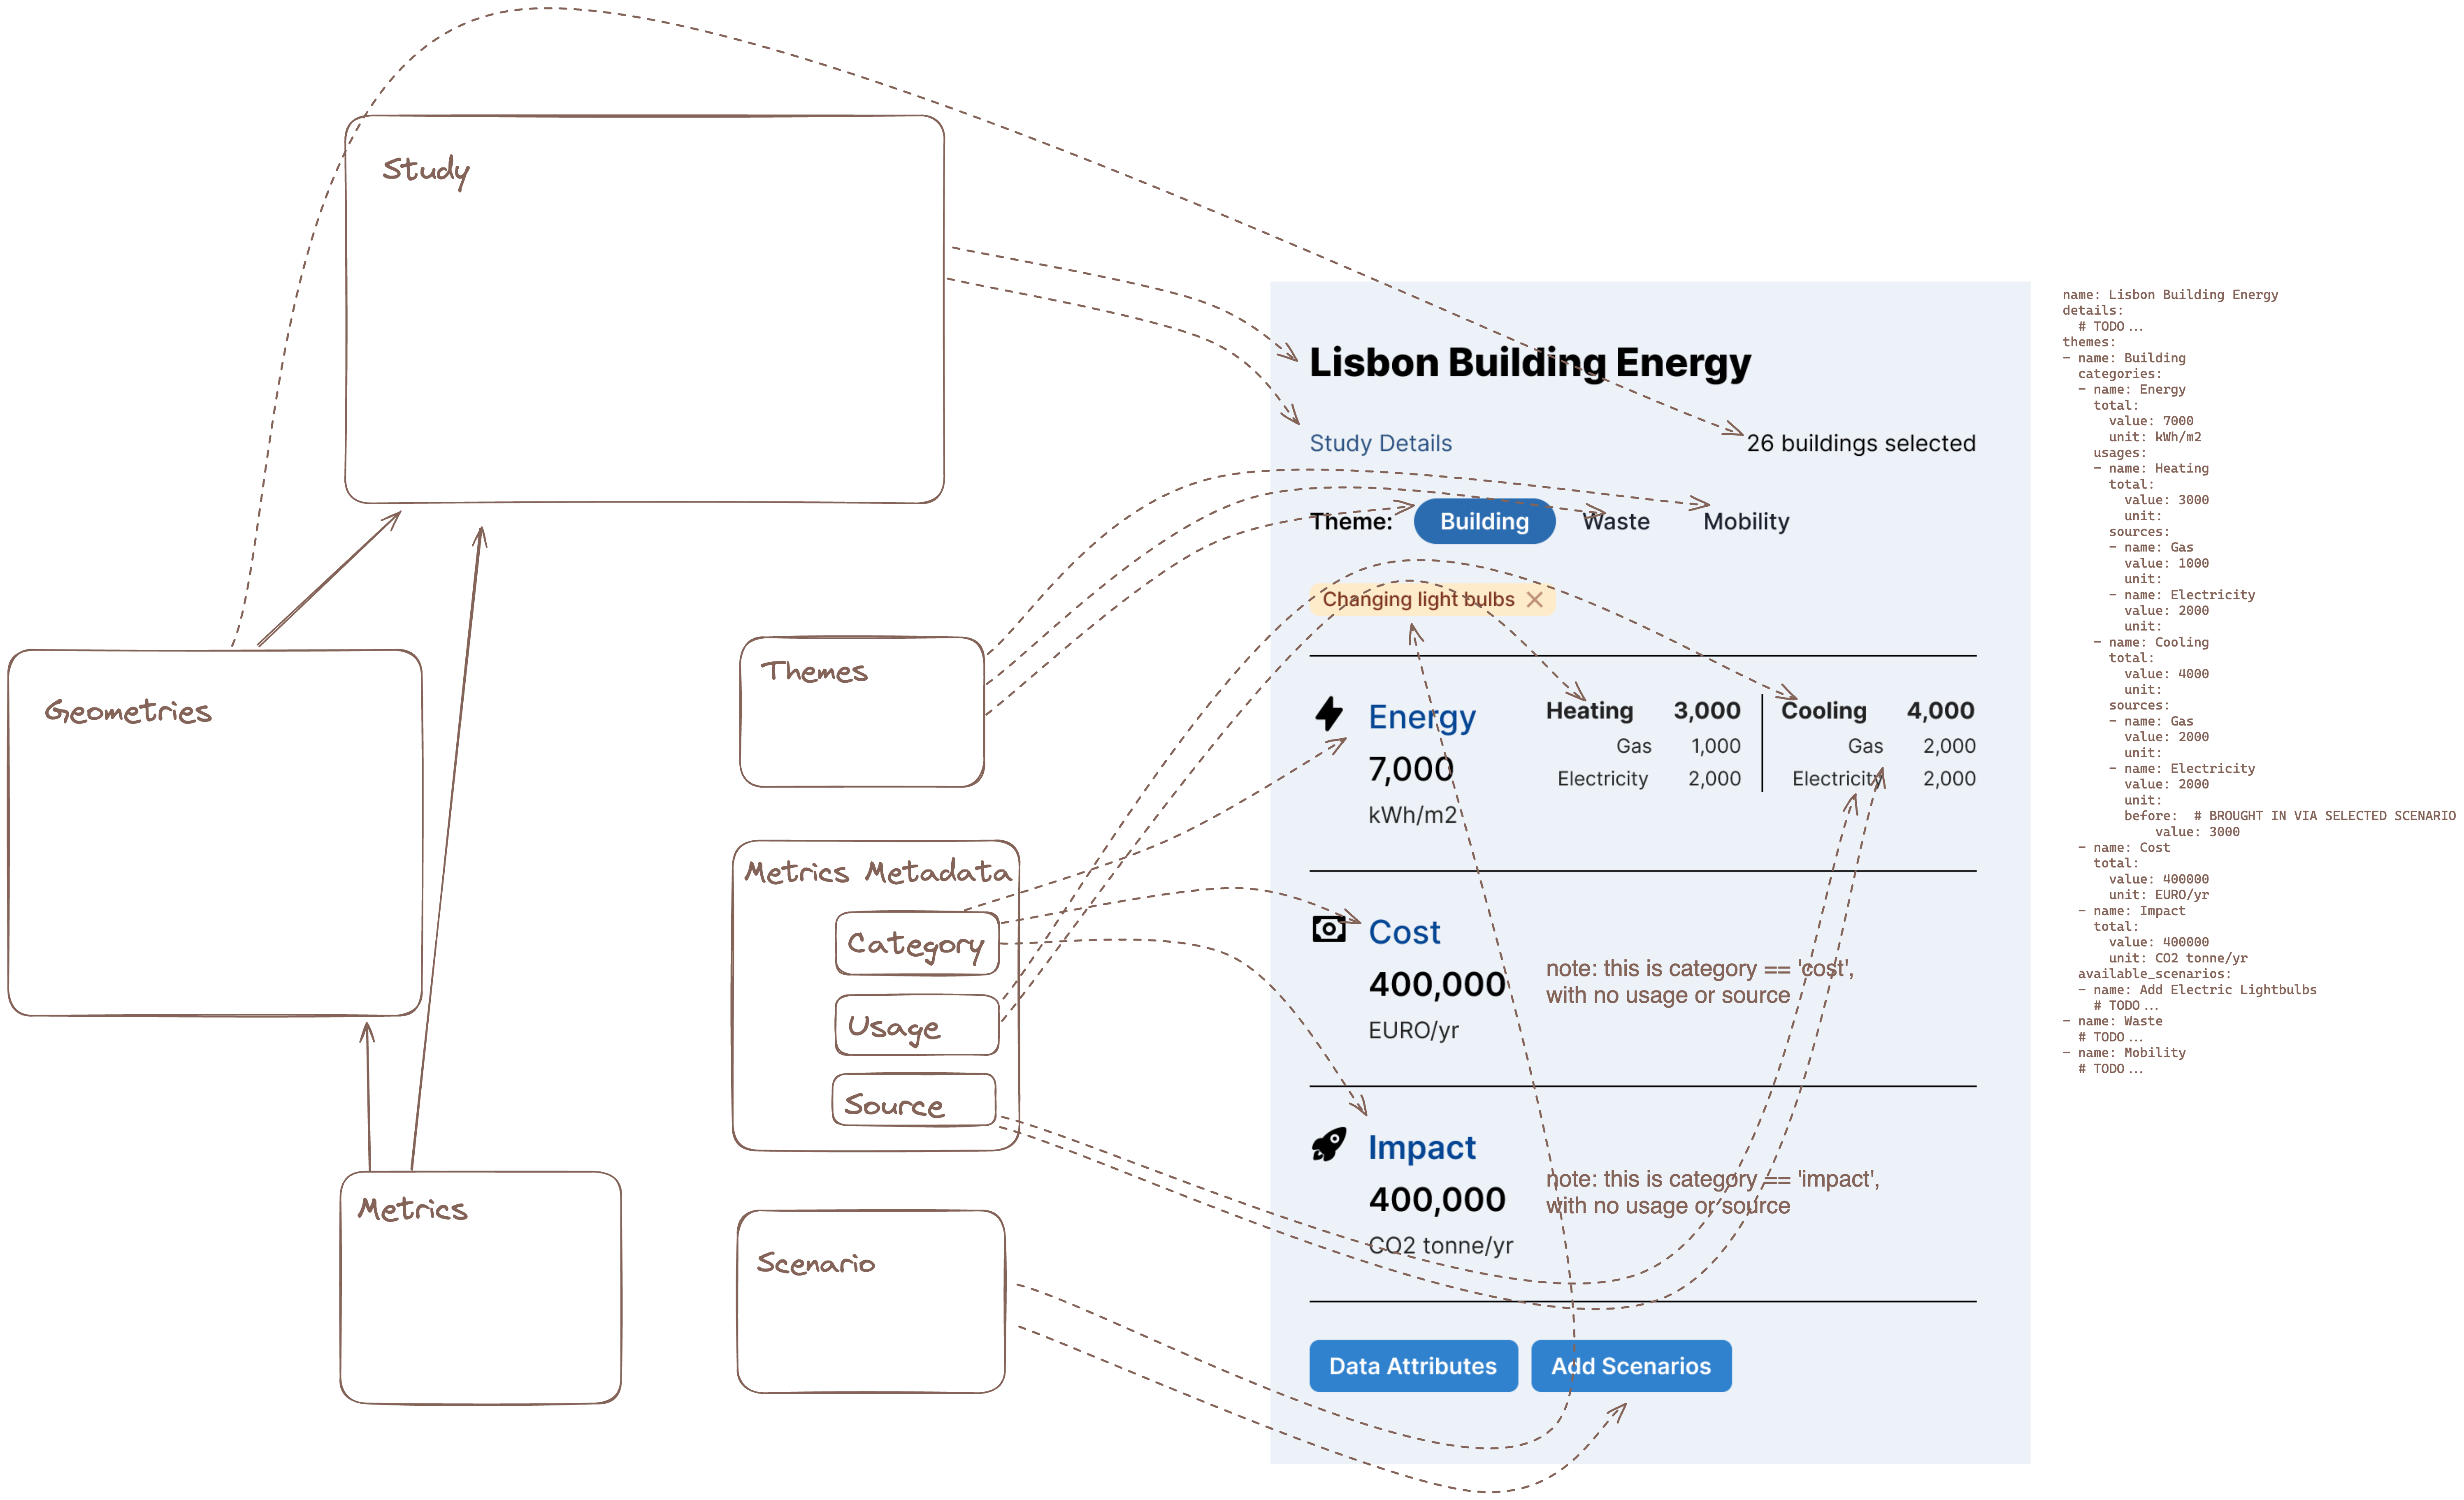 Study
Geometries
Metrics
Themes
Metrics Metadata
Category
Usage
Source
Scenario
Lisbon Building Energy
Study Details
26 buildings selected
Theme: Building Waste Mobility
Changing light bulbs
Energy
7,000
kWh/m2
Heating 3,000
Gas 1,000
Electricity 2,000
Cooling 4,000
Gas 2,000
Electricity 2,000
Cost
400,000
EURO/yr
note: this is category == 'cost',
with no usage or source
Impact
400,000
CO2 tonne/yr
note: this is category == 'impact',
with no usage or source
Data Attributes
Add Scenarios
name: Lisbon Building Energy
details:
# TODO...
themes:
- name: Building
categories:
- name: Energy
total:
value: 7000
unit: kWh/m2
usages:
- name: Heating
total:
value: 3000
unit:
sources:
- name: Gas
value: 1000
unit:
- name: Electricity
value: 2000
unit:
- name: Cooling
total:
value: 4000
unit:
sources:
- name: Gas
value: 2000
unit:
- name: Electricity
value: 2000
unit:
before: # BROUGHT IN VIA SELECTED SCENARIO
value: 3000
- name: Cost
total:
value: 400000
unit: EURO/yr
- name: Impact
total:
value: 400000
unit: CO2 tonne/yr
available_scenarios:
- name: Add Electric Lightbulbs
# TODO...
- name: Waste
# TODO...
- name: Mobility
# TODO...